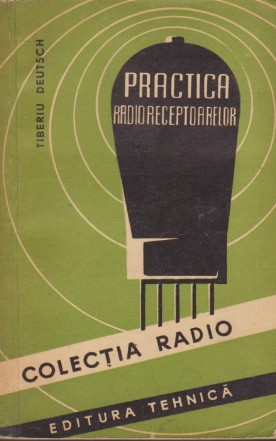 TIBERIU DEUTSCH
PRACTICA
RADIORECEPTOARELOR
COLECȚIA RADIO
EDITURA TEHNICĂ